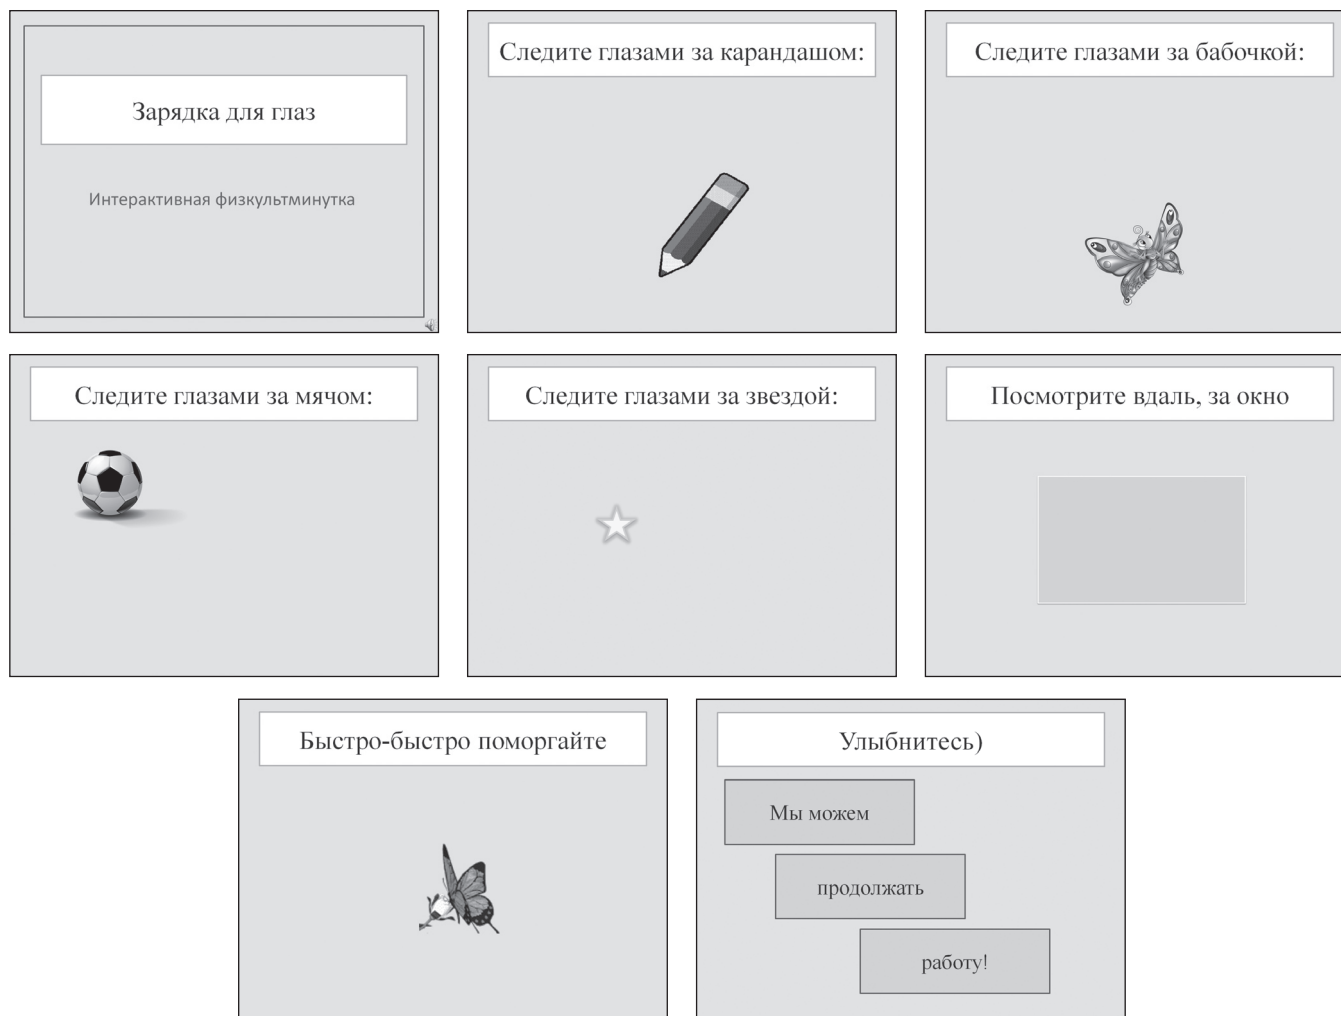 Зарядка для глаз
Интерактивная физкультминутка
Следите глазами за карандашом:
Следите глазами за бабочкой:
Следите глазами за мячом:
Следите глазами за звездой:
Посмотрите вдаль, за окно
Быстро-быстро поморгайте
Улыбнитесь)
Мы можем
продолжать
работу!